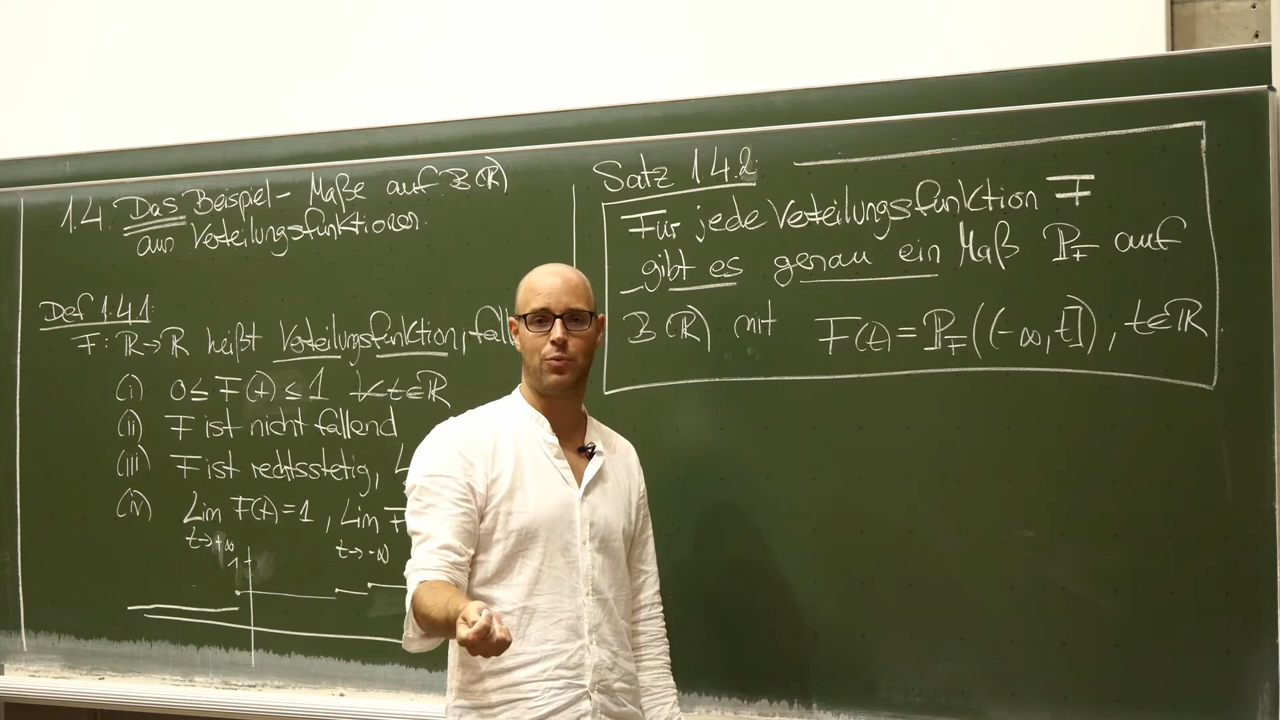 1.4. Das Beispiel – Maße auf B(ℝ)
aus Verteilungsfunktionen
Def 1.4.1:
F: ℝ→ℝ heißt Verteilungsfunktion, fall
(i) 0 ≤ F(t) ≤ 1 ∀ t∈ℝ
(ii) F ist nicht fallend
(iii) F ist rechtsstetig,
(iv) Lim F(t)=1, Lim F
t→+∞ t→-∞
1
Satz 1.4.2:
Für jede Verteilungsfunktion F
gibt es genau ein Maß ℙ_F auf
B(ℝ) mit F(t) = ℙ_F((-∞,t]), t∈ℝ